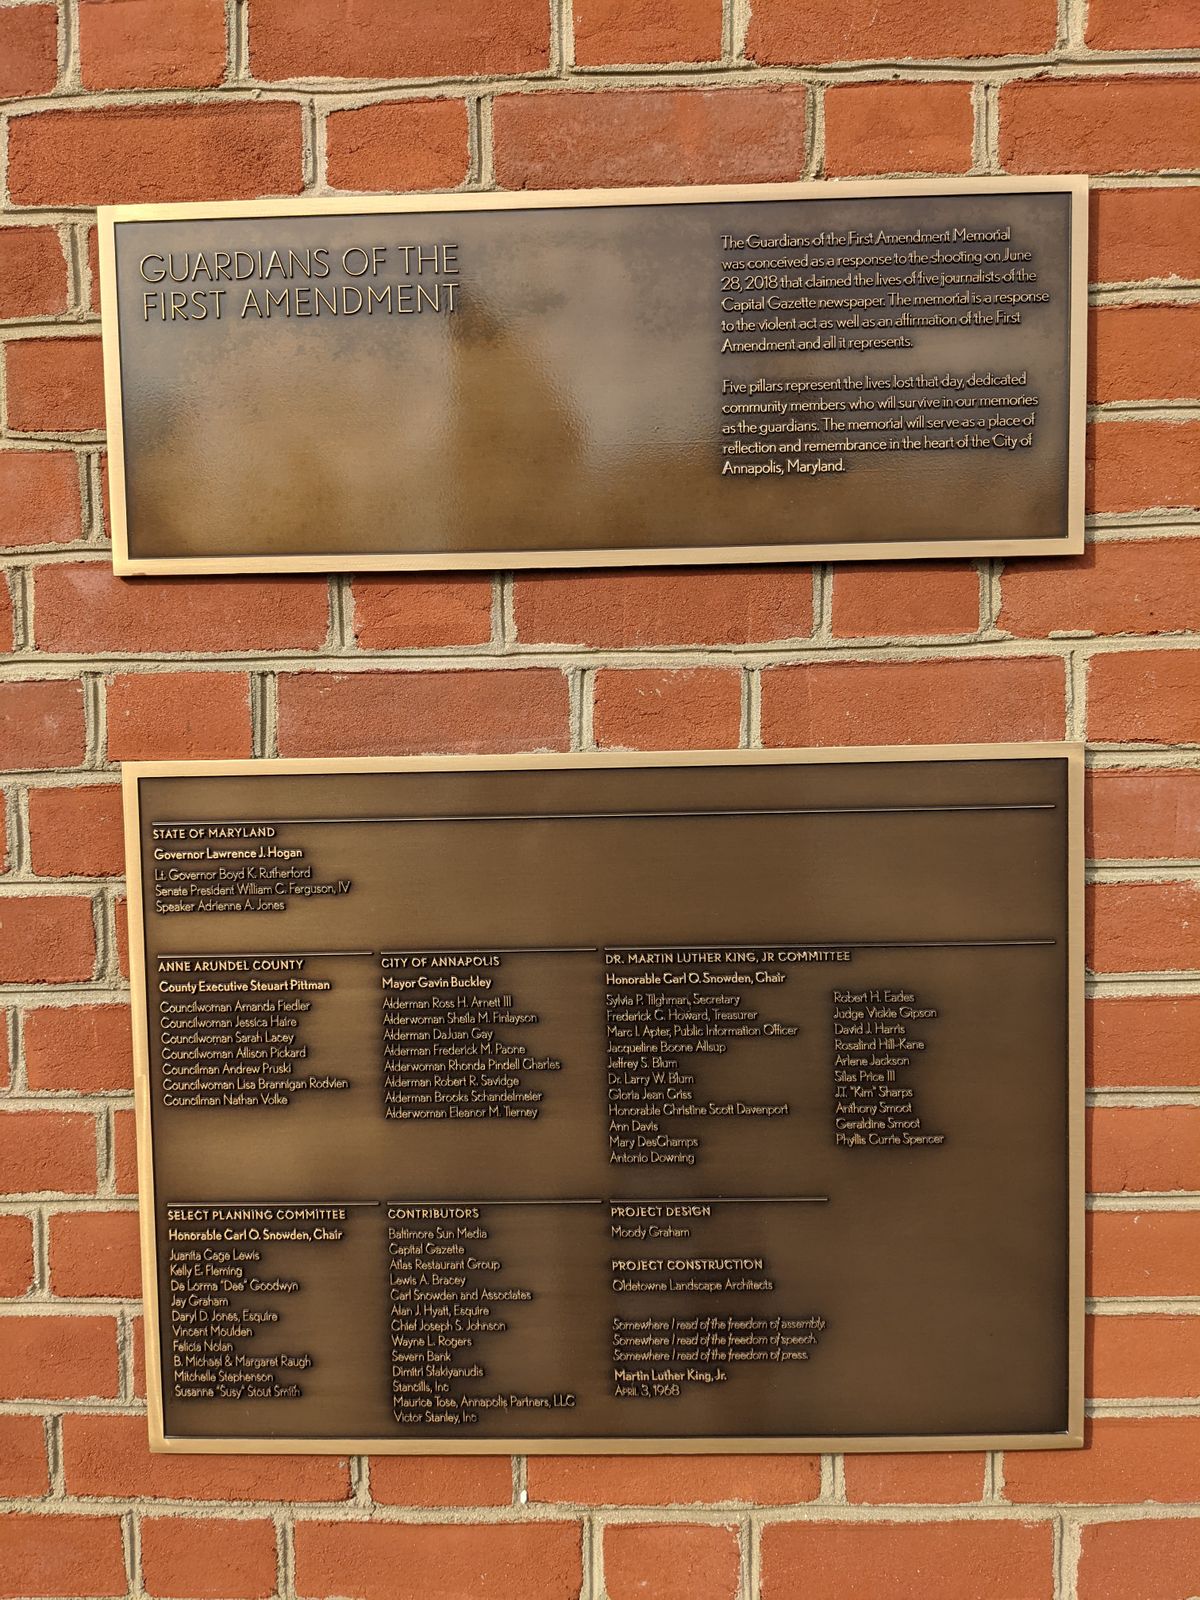 GUARDIANS OF THE
FIRST AMENDMENT
The Guardians of the First Amendment Memorial
was conceived as a response to the shooting on June
28, 2018 that claimed the lives of five journalists of the
Capital Gazette newspaper. The memorial is a response
to the violent act as well as an affirmation of the First
Amendment and all it represents.
Five pillars represent the lives lost that day, dedicated
community members who will survive in our memories
as the guardians. The memorial will serve as a place of
reflection and remembrance in the heart of the City of
Annapolis, Maryland.
STATE OF MARYLAND
Governor Lawrence J. Hogan
Lt. Governor Boyd K. Rutherford
Senate President William C. Ferguson, IV
Speaker Adrienne A. Jones
ANNE ARUNDEL COUNTY
County Executive Steuart Pittman
Councilwoman Amanda Fiedler
Councilwoman Jessica Haire
Councilwoman Sarah Lacey
Councilwoman Allison Pickard
Councilman Andrew Pruski
Councilwoman Lisa Brannigan Rodvien
Councilman Nathan Volke
CITY OF ANNAPOLIS
Mayor Gavin Buckley
Alderman Ross H. Arnett III
Alderwoman Sheila M. Finlayson
Alderman DaJuan Gay
Alderman Frederick M. Paone
Alderwoman Rhonda Pindell Charles
Alderman Robert R. Savidge
Alderman Brooks Schandelmeier
Alderwoman Eleanor M. Tierney
DR. MARTIN LUTHER KING, JR COMMITTEE
Honorable Carl O. Snowden, Chair
Sylvia P. Tilghman, Secretary
Frederick C. Howard, Treasurer
Marc L. Apter, Public Information Officer
Jacqueline Boone Allsup
Jeffrey S. Blum
Dr. Larry W. Blum
Gloria Jean Criss
Honorable Christine Scott Davenport
Ann Davis
Mary DesChamps
Antonio Downing
Robert H. Eades
Judge Vickie Gipson
David J. Harris
Rosalind Hill-Kane
Arlene Jackson
Silas Price III
J.T. "Kim" Sharps
Anthony Smoot
Geraldine Smoot
Phyllis Currie Spencer
SELECT PLANNING COMMITTEE
Honorable Carl O. Snowden, Chair
Juanita Cage Lewis
Kelly E. Fleming
De Lorma "Dee" Goodwyn
Jay Graham
Daryl D. Jones, Esquire
Vincent Moulden
Felicia Nolan
B. Michael & Margaret Raugh
Mitchelle Stephenson
Susanne "Susy" Stout Smith
CONTRIBUTORS
Baltimore Sun Media
Capital Gazette
Atlas Restaurant Group
Lewis A. Bracey
Carl Snowden and Associates
Alan J. Hyatt, Esquire
Chief Joseph S. Johnson
Wayne L. Rogers
Severn Bank
Dimitri Sfakiyanudis
Stancills, Inc
Maurice Tose, Annapolis Partners, LLC
Victor Stanley, Inc
PROJECT DESIGN
Moody Graham
PROJECT CONSTRUCTION
Oldetowne Landscape Architects
Somewhere I read of the freedom of assembly.
Somewhere I read of the freedom of speech.
Somewhere I read of the freedom of press.
Martin Luther King, Jr.
APRIL 3, 1968